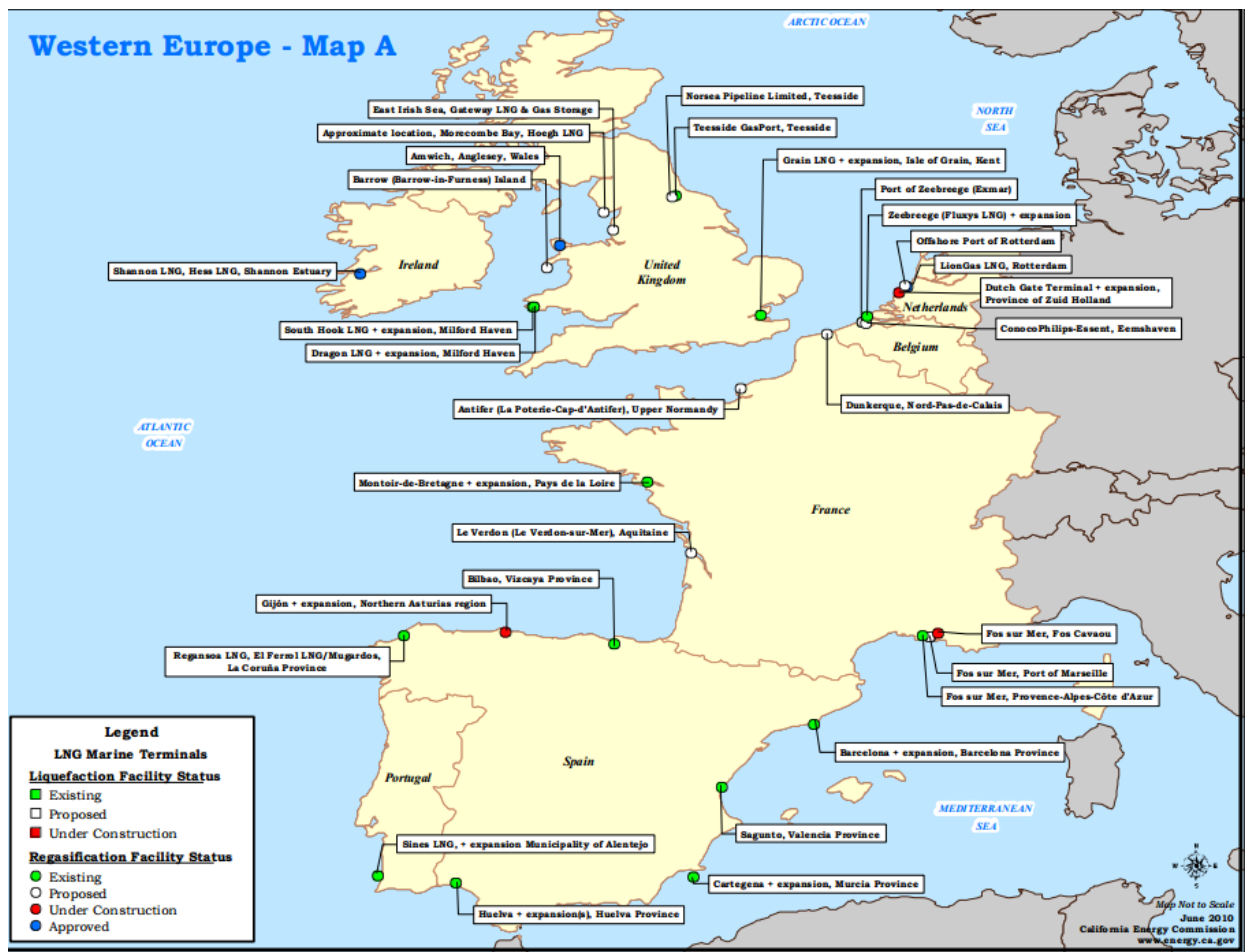 Western Europe - Map A
ARCTIC OCEAN
NORTH
SEA
East Irish Sea, Gateway LNG & Gas Storage
Norsea Pipeline Limited, Teesside
Approximate location, Morecombe Bay, Hoegh LNG
Teesside GasPort, Teesside
Amwich, Anglesey, Wales
Grain LNG + expansion, Isle of Grain, Kent
Barrow (Barrow-in-Furness) Island
Port of Zeebreege (Exmar)
Zeebreege (Fluxys LNG) + expansion
Offshore Port of Rotterdam
LionGas LNG, Rotterdam
Shannon LNG, Hess LNG, Shannon Estuary
Ireland
United
Kingdom
Dutch Gate Terminal + expansion,
Province of Zuid Holland
Netherlands
South Hook LNG + expansion, Milford Haven
ConocoPhilips-Essent, Eemshaven
Dragon LNG + expansion, Milford Haven
Belgium
Antifer (La Poterie-Cap-d'Antifer), Upper Normandy
Dunkerque, Nord-Pas-de-Calais
ATLANTIC
OCEAN
Montoir-de-Bretagne + expansion, Pays de la Loire
France
Le Verdon (Le Verdon-sur-Mer), Aquitaine
Bilbao, Vizcaya Province
Gijón + expansion, Northern Asturias region
Fos sur Mer, Fos Cavaou
Regansoa LNG, El Ferrol LNG/Mugardos,
La Coruña Province
Fos sur Mer, Port of Marseille
Fos sur Mer, Provence-Alpes-Côte d'Azur
Barcelona + expansion, Barcelona Province
Portugal
Spain
MEDITERRANEAN
SEA
Sagunto, Valencia Province
Sines LNG, + expansion Municipality of Alentejo
Cartegena + expansion, Murcia Province
Huelva + expansion(s), Huelva Province
Legend
LNG Marine Terminals
Liquefaction Facility Status
Existing
Proposed
Under Construction
Regasification Facility Status
Existing
Proposed
Under Construction
Approved
N
W
E
S
Map Not to Scale
June 2010
California Energy Commission
www.energy.ca.gov